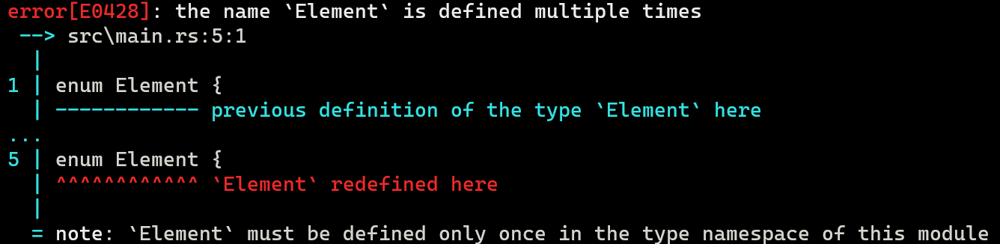 error[E0428]: the name `Element` is defined multiple times
 --> src\main.rs:5:1
  |
1 | enum Element {
  | ------------ previous definition of the type `Element` here
...
5 | enum Element {
  | ^^^^^^^^^^^^ `Element` redefined here
  |
  = note: `Element` must be defined only once in the type namespace of this module